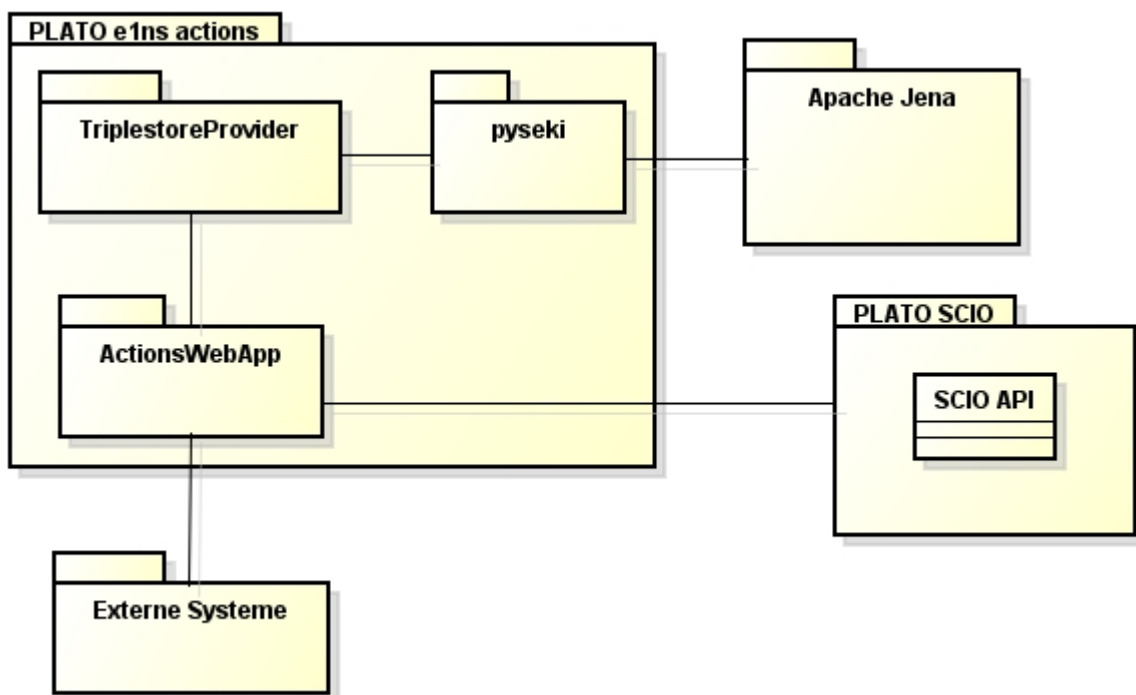 PLATO e1ns actions
TriplestoreProvider
pyseki
Apache Jena
ActionsWebApp
PLATO SCIO
SCIO API
Externe Systeme